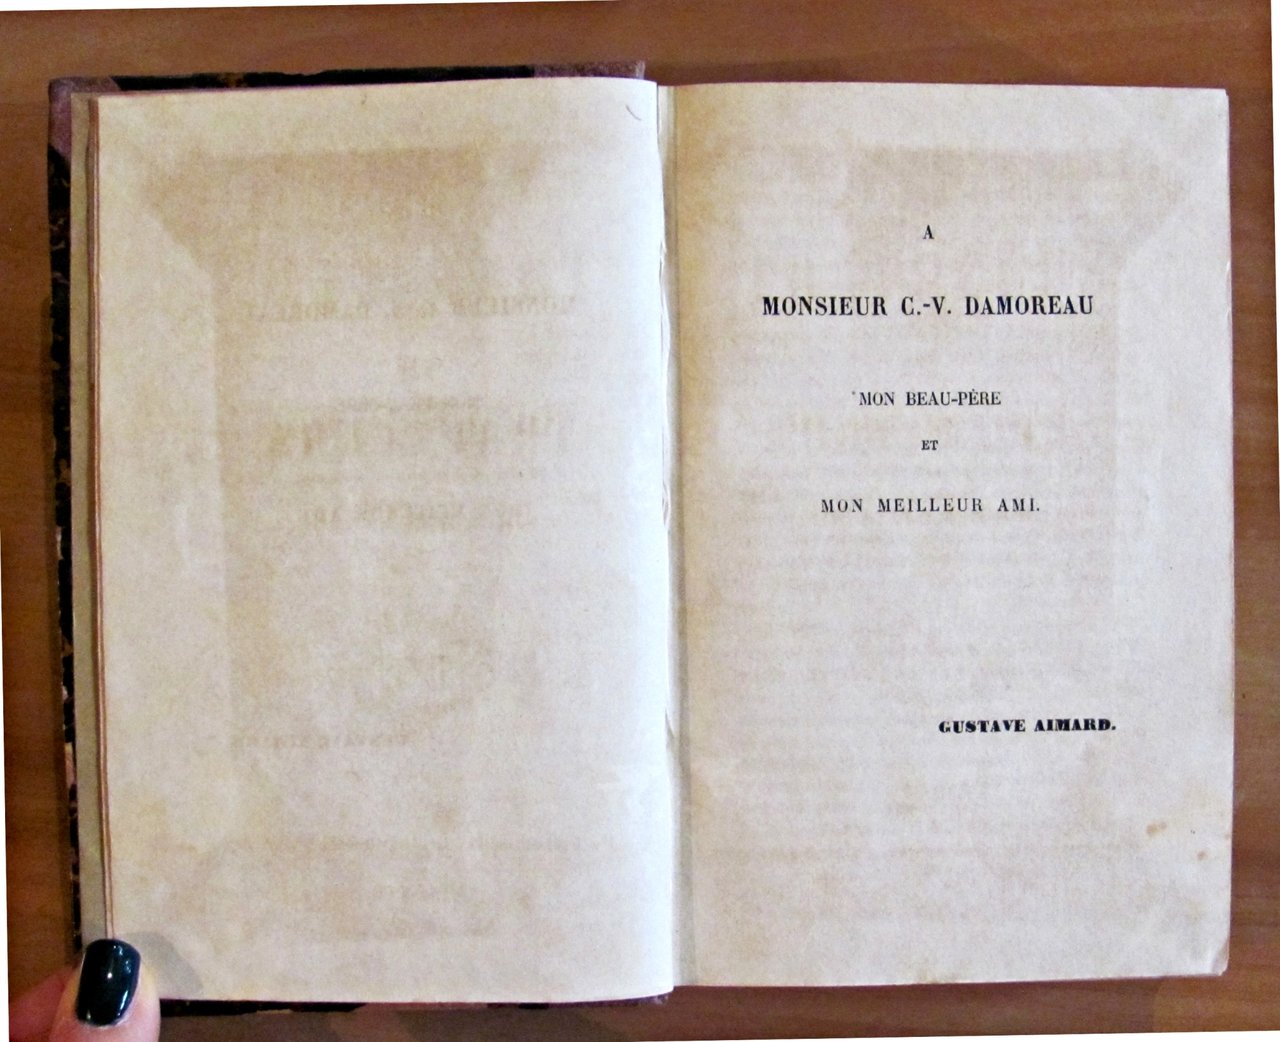 A
MONSIEUR C.-V. DAMOREAU
MON BEAU-PÈRE
ET
MON MEILLEUR AMI.
GUSTAVE AIMARD.